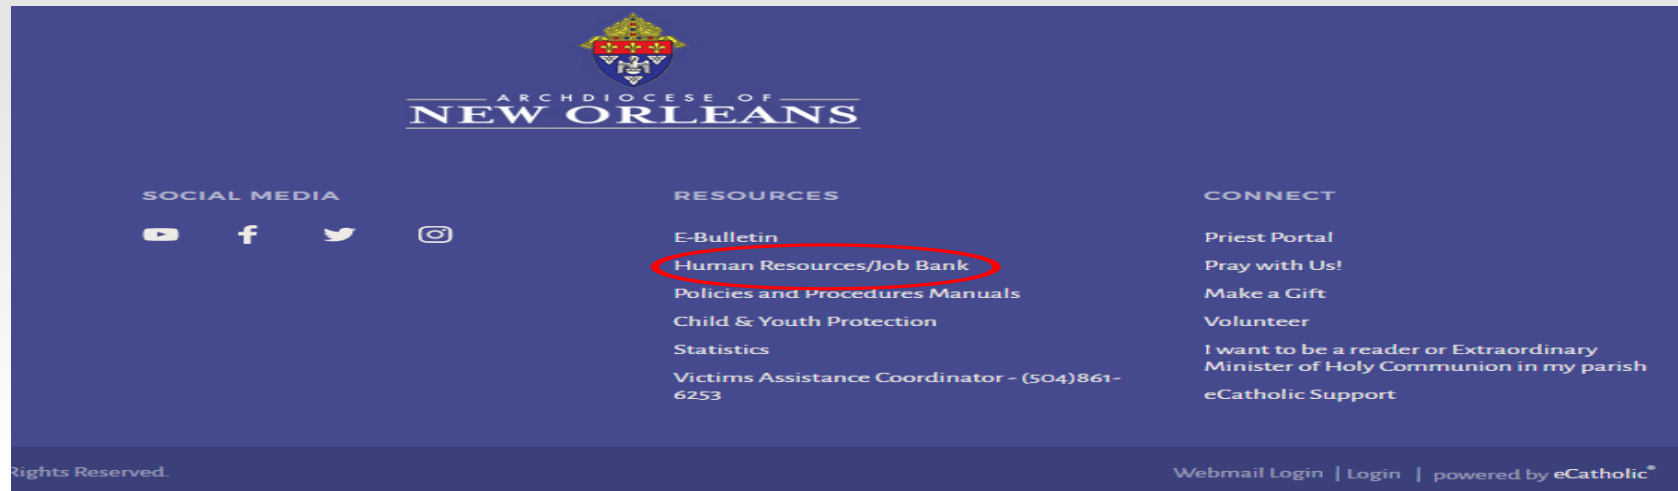 ARCHDIOCESE OF
NEW ORLEANS
SOCIAL MEDIA
RESOURCES
E-Bulletin
Human Resources/Job Bank
Policies and Procedures Manuals
Child & Youth Protection
Statistics
Victims Assistance Coordinator - (504)861-
6253
CONNECT
Priest Portal
Pray with Us!
Make a Gift
Volunteer
I want to be a reader or Extraordinary
Minister of Holy Communion in my parish
eCatholic Support
Rights Reserved.
Webmail Login | Login | powered by eCatholic®